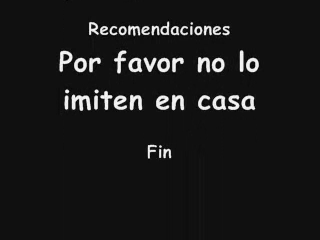 Recomendaciones
Por favor no lo
imiten en casa
Fin